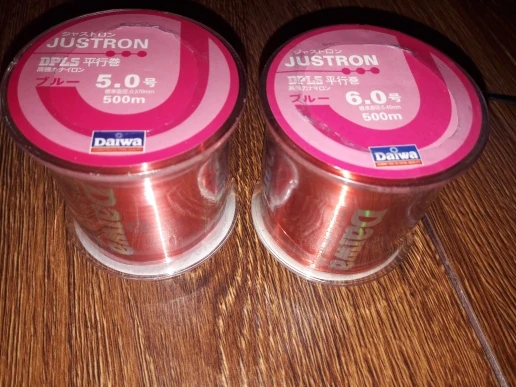 ジャストロン
JUSTRON
DPLS 平行巻
ブルー 5.0号
500m
Daiwa
Daiwa
ジャストロン
JUSTRON
DPLS 平行巻
ブルー 6.0号
500m
Daiwa
Daiwa